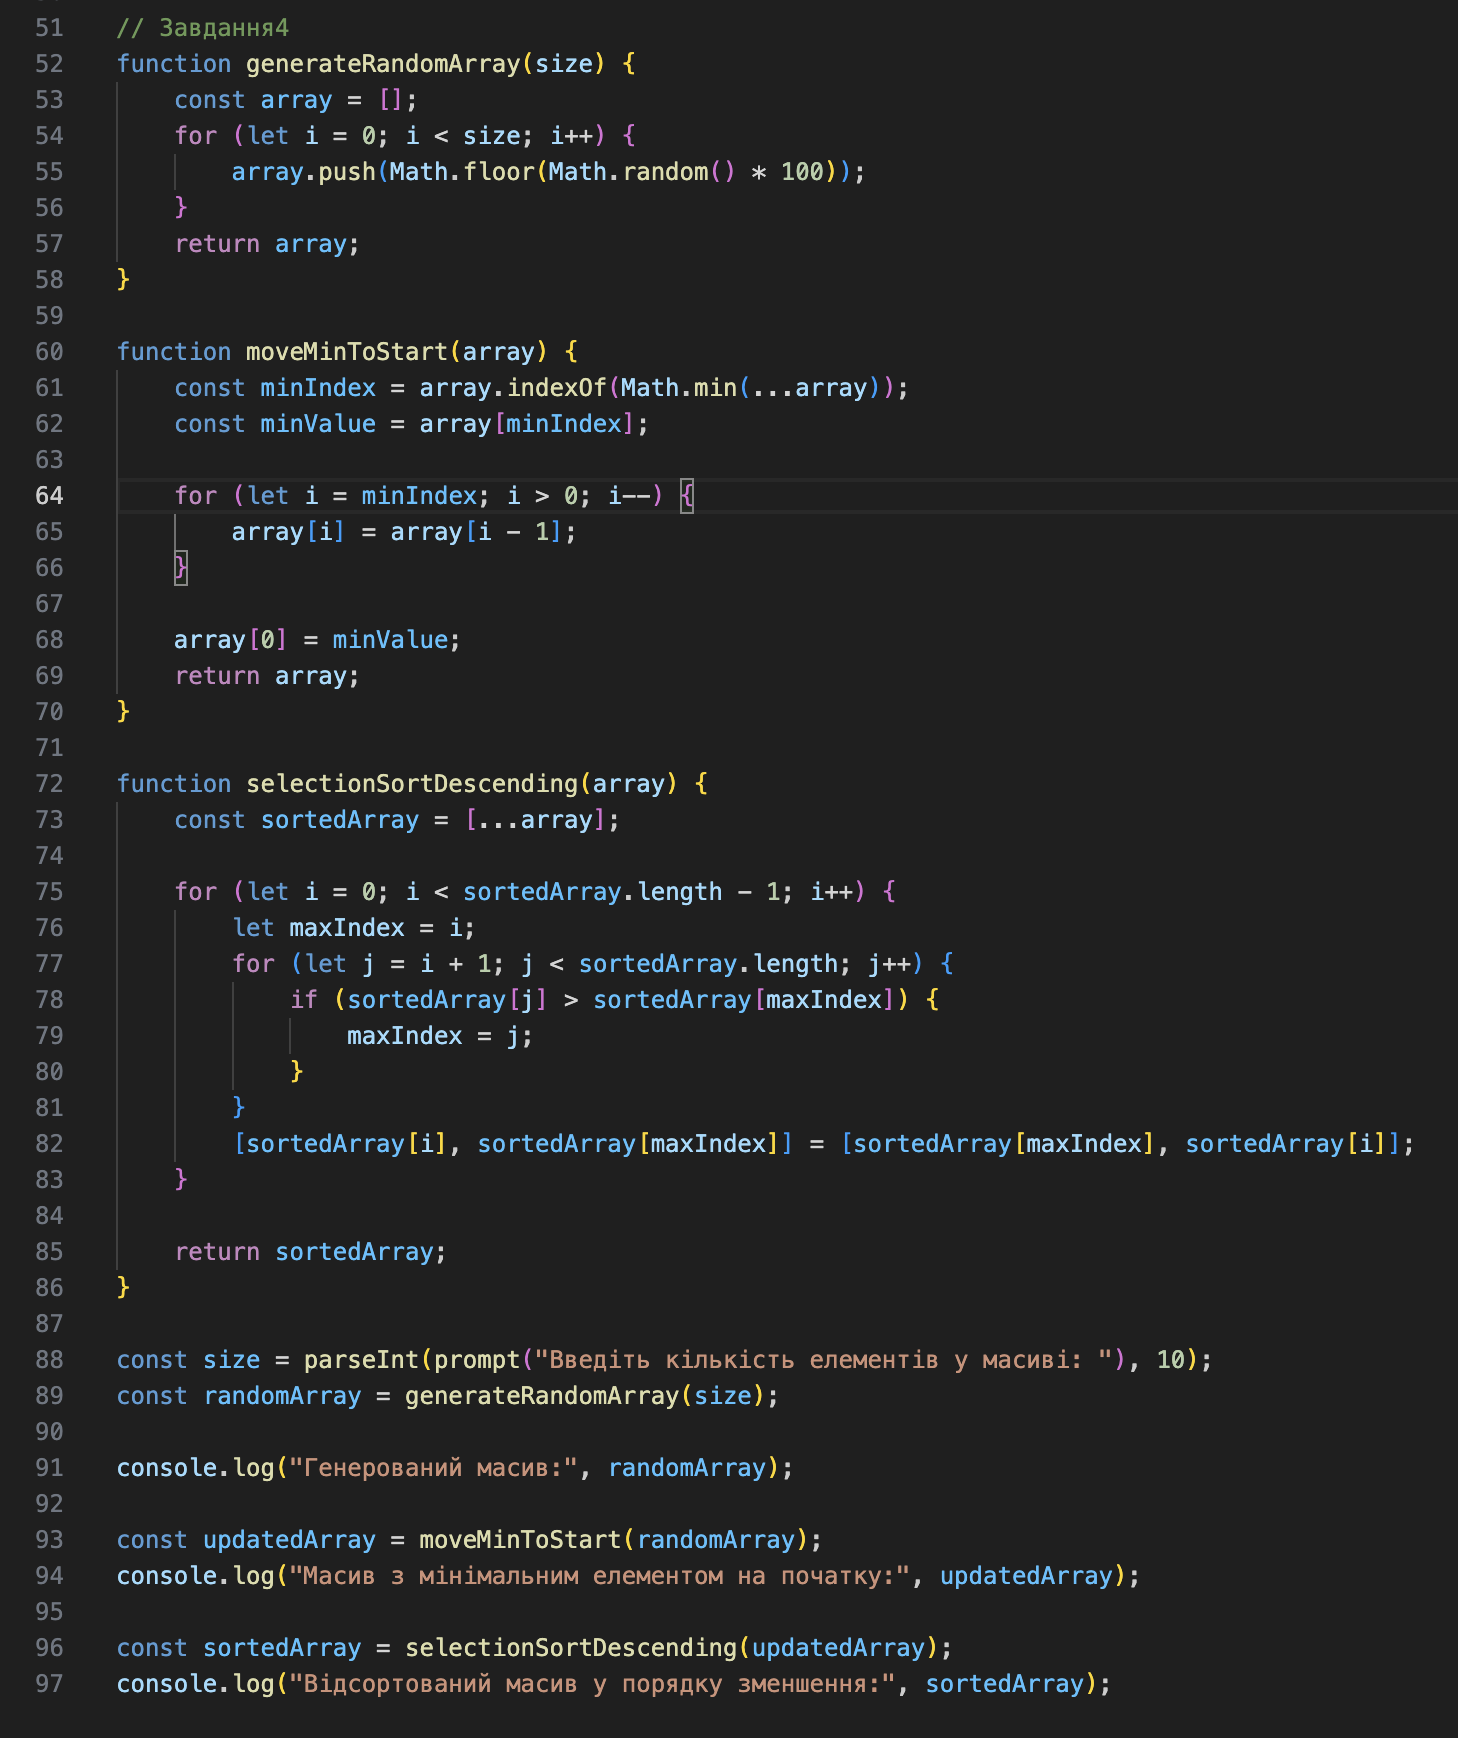 51 // Завдання4
52 function generateRandomArray(size) {
53     const array = [];
54     for (let i = 0; i < size; i++) {
55         array.push(Math.floor(Math.random() * 100));
56     }
57     return array;
58 }
59
60 function moveMinToStart(array) {
61     const minIndex = array.indexOf(Math.min(...array));
62     const minValue = array[minIndex];
63
64     for (let i = minIndex; i > 0; i--) {
65         array[i] = array[i - 1];
66     }
67
68     array[0] = minValue;
69     return array;
70 }
71
72 function selectionSortDescending(array) {
73     const sortedArray = [...array];
74
75     for (let i = 0; i < sortedArray.length - 1; i++) {
76         let maxIndex = i;
77         for (let j = i + 1; j < sortedArray.length; j++) {
78             if (sortedArray[j] > sortedArray[maxIndex]) {
79                 maxIndex = j;
80             }
81         }
82         [sortedArray[i], sortedArray[maxIndex]] = [sortedArray[maxIndex], sortedArray[i]];
83     }
84
85     return sortedArray;
86 }
87
88 const size = parseInt(prompt("Введіть кількість елементів у масиві: "), 10);
89 const randomArray = generateRandomArray(size);
90
91 console.log("Генерований масив:", randomArray);
92
93 const updatedArray = moveMinToStart(randomArray);
94 console.log("Масив з мінімальним елементом на початку:", updatedArray);
95
96 const sortedArray = selectionSortDescending(updatedArray);
97 console.log("Відсортований масив у порядку зменшення:", sortedArray);